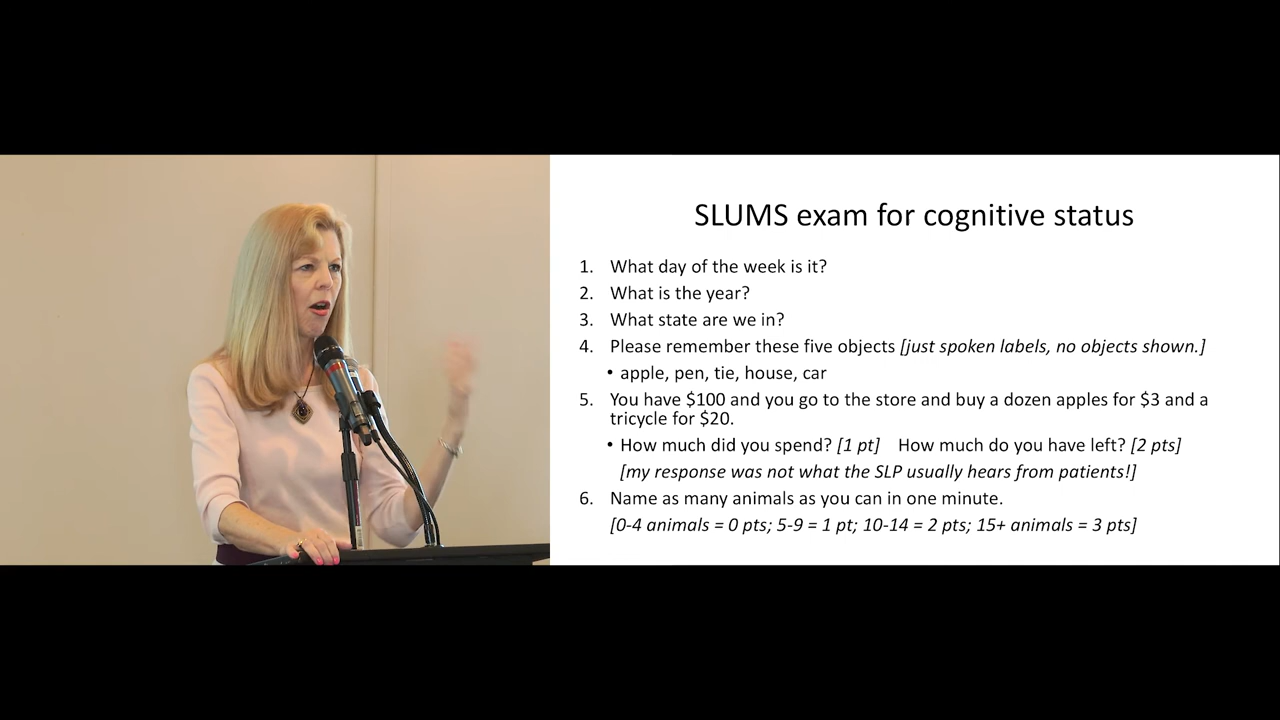 SLUMS exam for cognitive status
1. What day of the week is it?
2. What is the year?
3. What state are we in?
4. Please remember these five objects [just spoken labels, no objects shown.]
• apple, pen, tie, house, car
5. You have $100 and you go to the store and buy a dozen apples for $3 and a
tricycle for $20.
• How much did you spend? [1 pt] How much do you have left? [2 pts]
[my response was not what the SLP usually hears from patients!]
6. Name as many animals as you can in one minute.
[0-4 animals = 0 pts; 5-9 = 1 pt; 10-14 = 2 pts; 15+ animals = 3 pts]